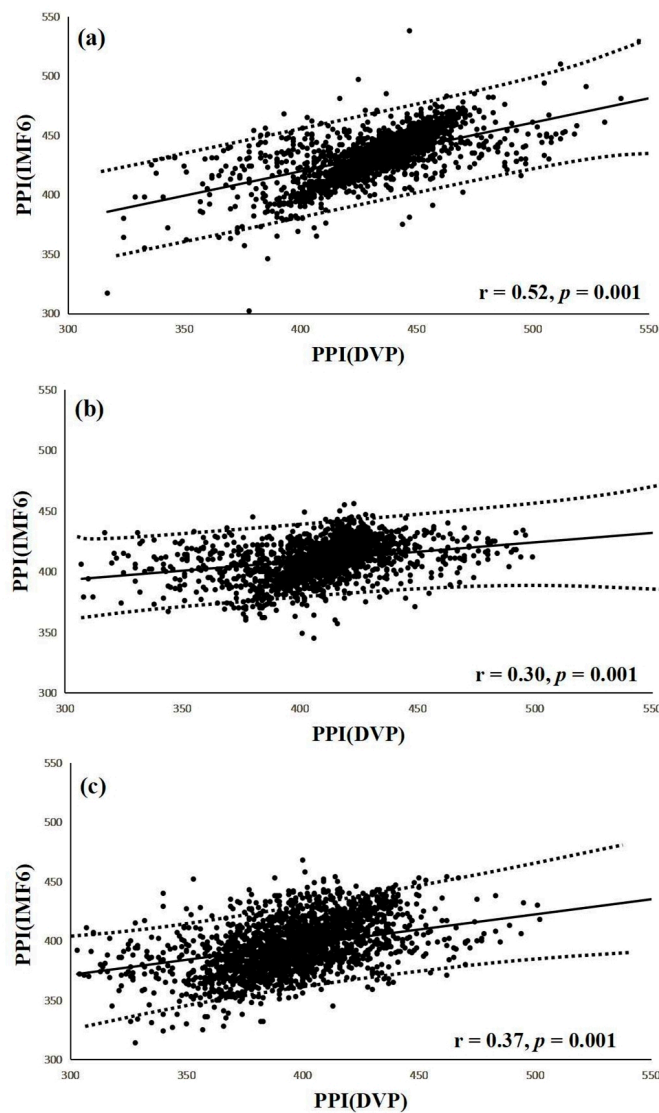 (a)
PPI(IMF6)
550
500
450
400
350
300
300 350 400 450 500 550
r = 0.52, p = 0.001
PPI(DVP)
(b)
PPI(IMF6)
550
500
450
400
350
300
300 350 400 450 500 550
r = 0.30, p = 0.001
PPI(DVP)
(c)
PPI(IMF6)
550
500
450
400
350
300
300 350 400 450 500 550
r = 0.37, p = 0.001
PPI(DVP)